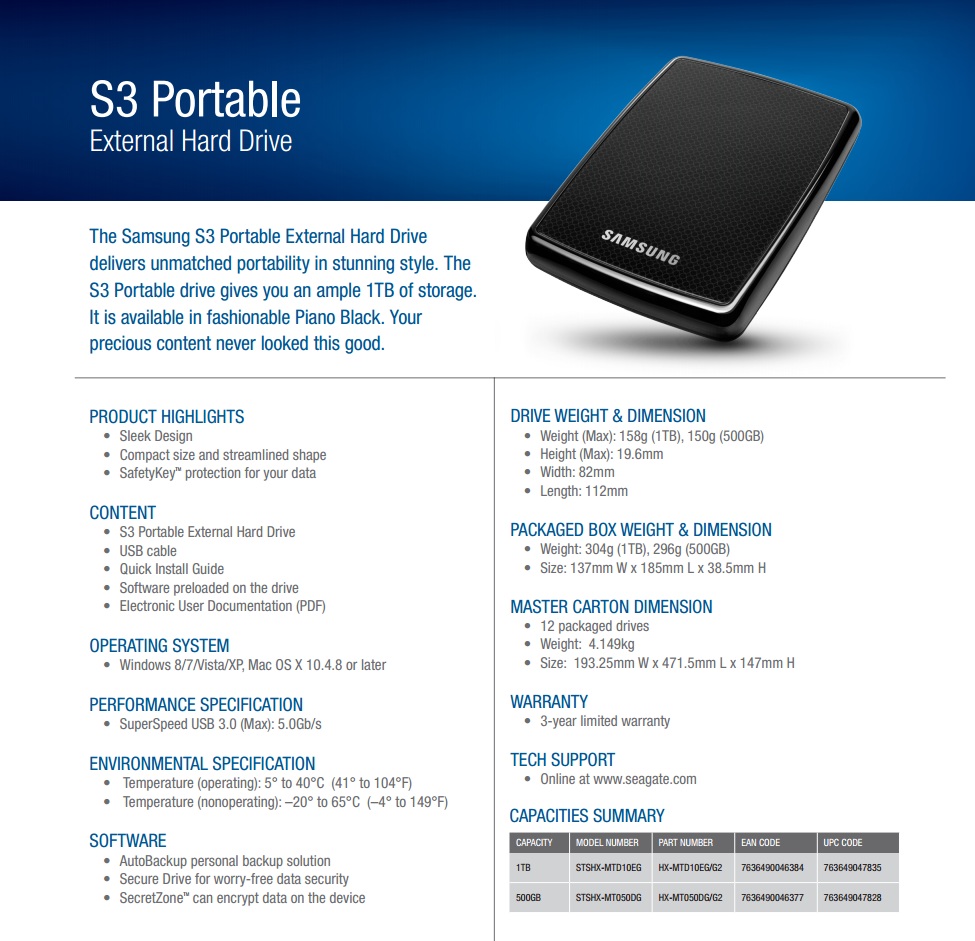 S3 Portable
External Hard Drive
SAMSUNG
The Samsung S3 Portable External Hard Drive
delivers unmatched portability in stunning style. The
S3 Portable drive gives you an ample 1TB of storage.
It is available in fashionable Piano Black. Your
precious content never looked this good.
PRODUCT HIGHLIGHTS
• Sleek Design
• Compact size and streamlined shape
• SafetyKey™ protection for your data
CONTENT
• S3 Portable External Hard Drive
• USB cable
• Quick Install Guide
• Software preloaded on the drive
• Electronic User Documentation (PDF)
OPERATING SYSTEM
• Windows 8/7/Vista/XP, Mac OS X 10.4.8 or later
PERFORMANCE SPECIFICATION
• SuperSpeed USB 3.0 (Max): 5.0Gb/s
ENVIRONMENTAL SPECIFICATION
• Temperature (operating): 5° to 40°C (41° to 104°F)
• Temperature (nonoperating): –20° to 65°C (–4° to 149°F)
SOFTWARE
• AutoBackup personal backup solution
• Secure Drive for worry-free data security
• SecretZone™ can encrypt data on the device
DRIVE WEIGHT & DIMENSION
• Weight (Max): 158g (1TB), 150g (500GB)
• Height (Max): 19.6mm
• Width: 82mm
• Length: 112mm
PACKAGED BOX WEIGHT & DIMENSION
• Weight: 304g (1TB), 296g (500GB)
• Size: 137mm W x 185mm L x 38.5mm H
MASTER CARTON DIMENSION
• 12 packaged drives
• Weight: 4.149kg
• Size: 193.25mm W x 471.5mm L x 147mm H
WARRANTY
• 3-year limited warranty
TECH SUPPORT
• Online at www.seagate.com
CAPACITIES SUMMARY
CAPACITY MODEL NUMBER PART NUMBER EAN CODE UPC CODE
1TB STSHX-MTD10EG HX-MTD10EG/G2 7636490046384 763649047835
500GB STSHX-MT050DG HX-MT050DG/G2 7636490046377 763649047828